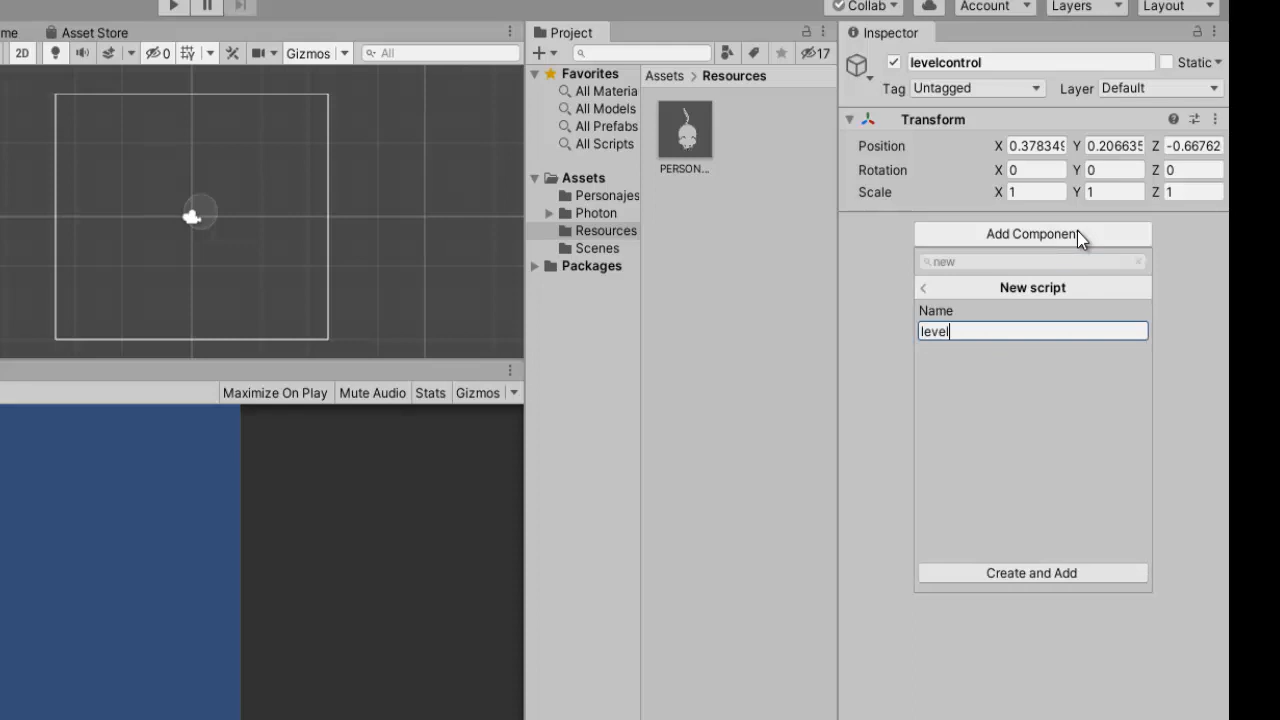 Collab
Account
Layers
Layout
me
Asset Store
Project
Inspector
2D
0
Gizmos
All
17
levelcontrol
Static
Tag Untagged
Layer Default
Favorites
All Materia
All Models
All Prefabs
All Scripts
Assets
Personajes
Photon
Resources
Scenes
Packages
Assets > Resources
PERSON...
Transform
Position X 0.378349 Y 0.206635 Z -0.66762
Rotation X 0 Y 0 Z 0
Scale X 1 Y 1 Z 1
Add Component
new
New script
Name
level
Create and Add
Maximize On Play Mute Audio Stats Gizmos